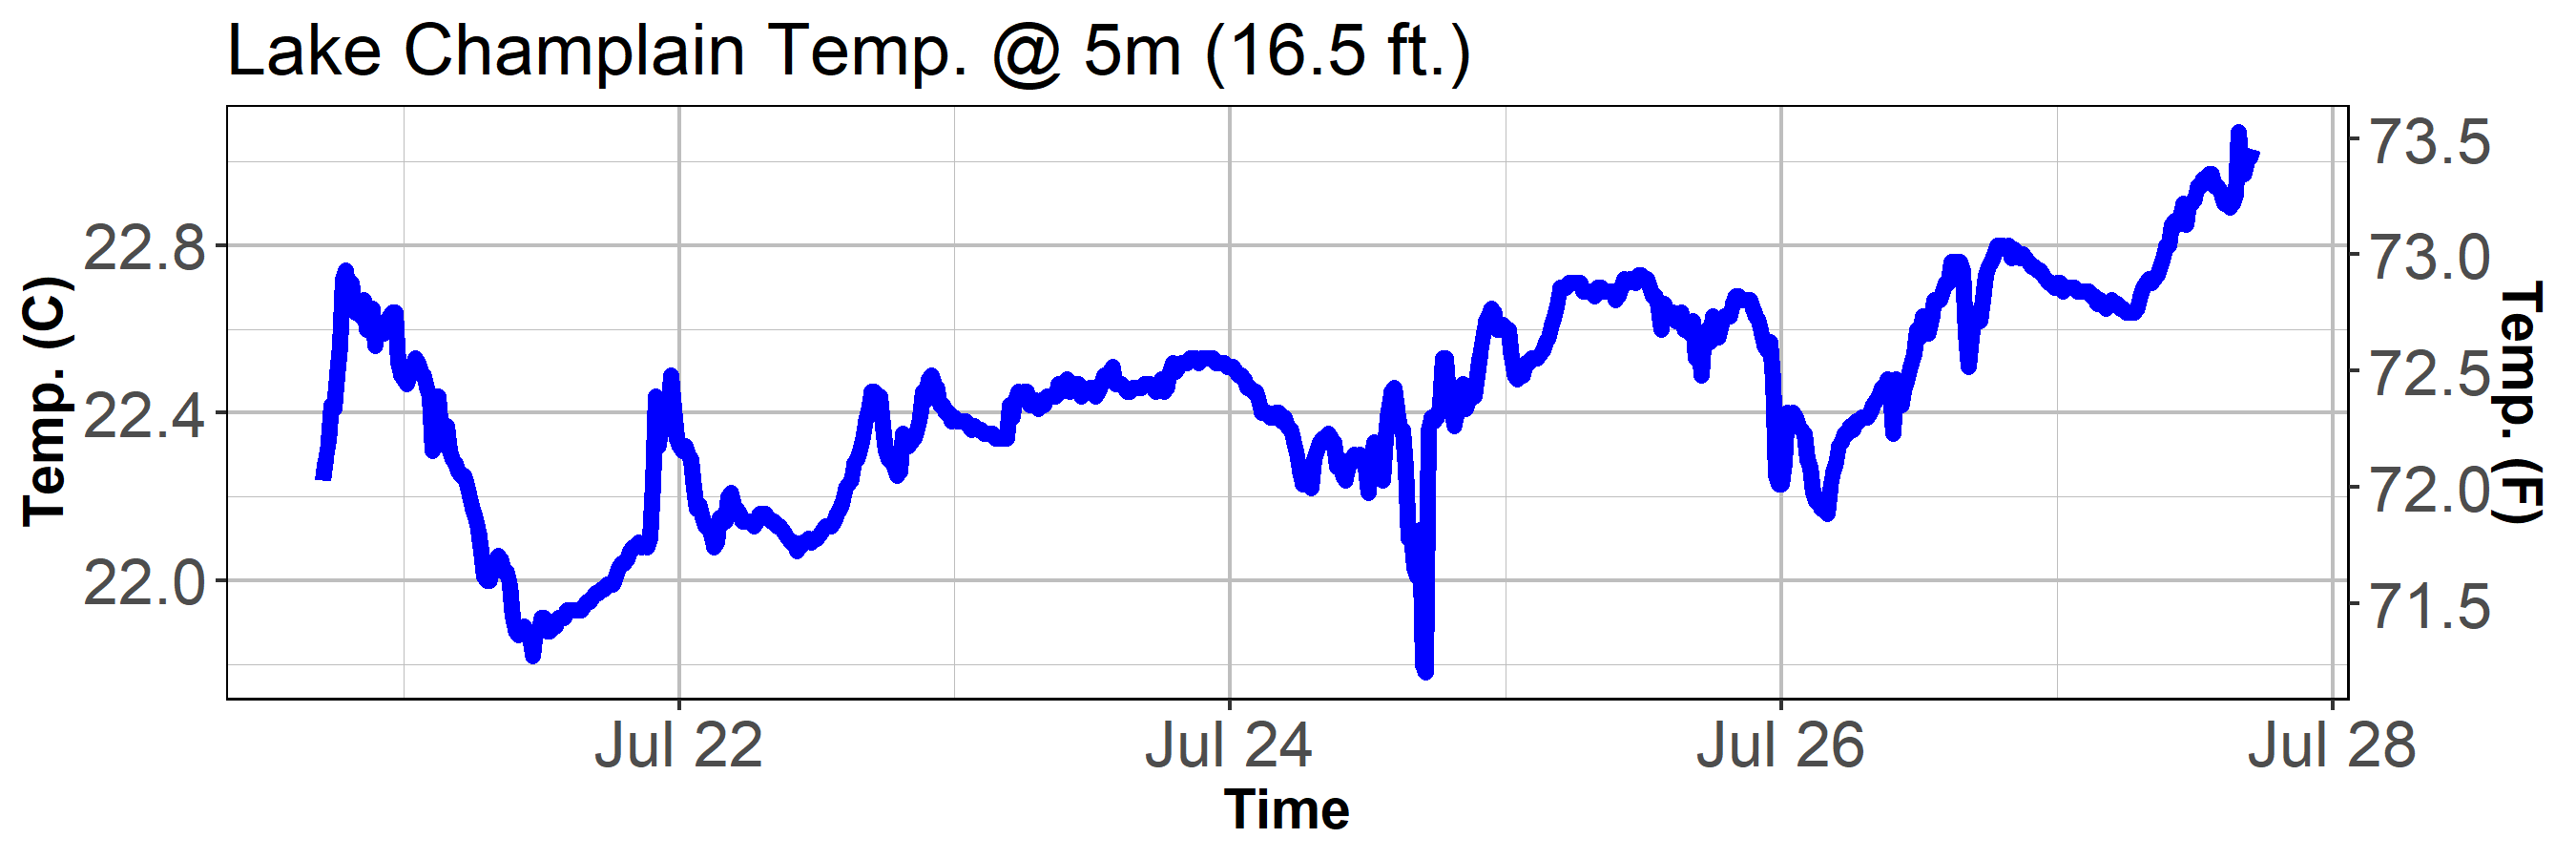 Lake Champlain Temp. @ 5m (16.5 ft.)
Temp. (C)
22.8
22.4
22.0
73.5
73.0
72.5
72.0
71.5
Temp. (F)
Jul 22 Jul 24 Jul 26 Jul 28
Time